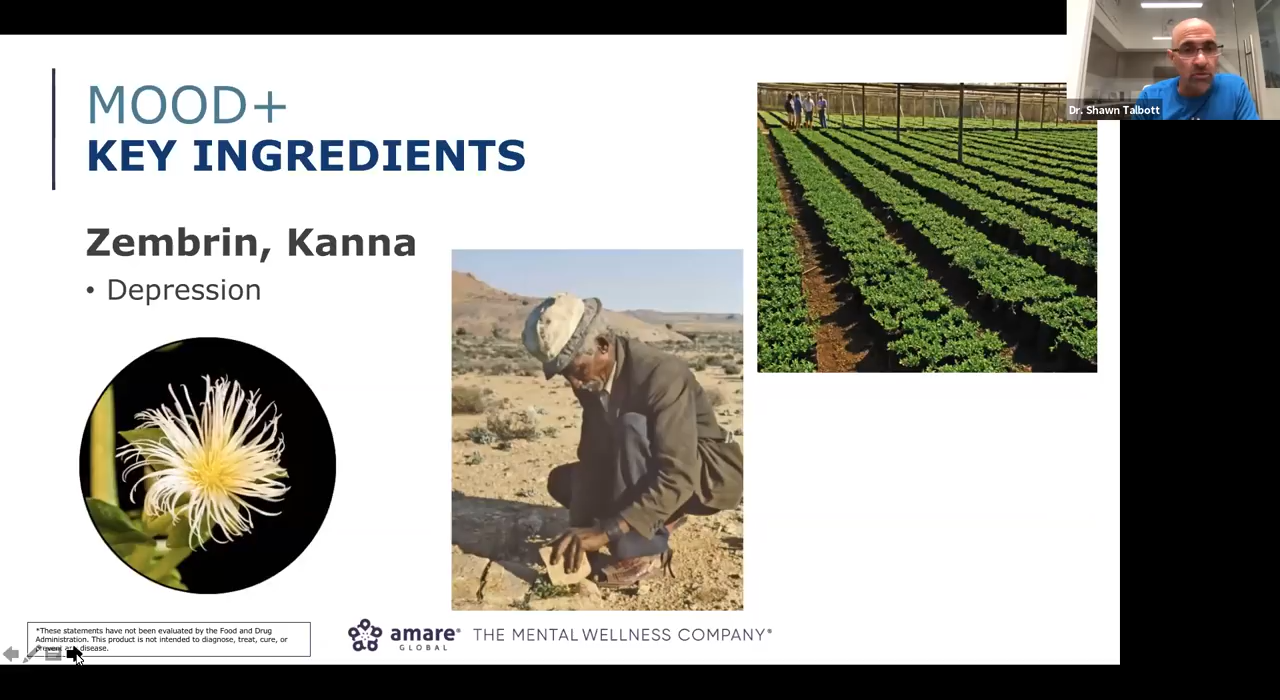 MOOD+
KEY INGREDIENTS
Zembrin, Kanna
• Depression
Dr. Shawn Talbott
*These statements have not been evaluated by the Food and Drug
Administration. This product is not intended to diagnose, treat, cure, or
disease.
amare®
GLOBAL
THE MENTAL WELLNESS COMPANY®